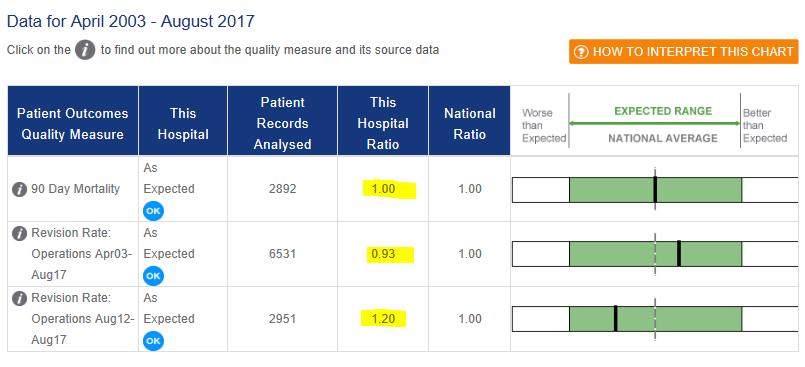 Data for April 2003 - August 2017
Click on the i to find out more about the quality measure and its source data
? HOW TO INTERPRET THIS CHART
Patient Outcomes
Quality Measure
This
Hospital
Patient
Records
Analysed
This
Hospital
Ratio
National
Ratio
Worse
than
Expected
EXPECTED RANGE
NATIONAL AVERAGE
Better
than
Expected
i 90 Day Mortality
As
Expected
OK
2892
1.00
1.00
i Revision Rate:
Operations Apr03-
Aug17
As
Expected
OK
6531
0.93
1.00
i Revision Rate:
Operations Aug12-
Aug17
As
Expected
OK
2951
1.20
1.00